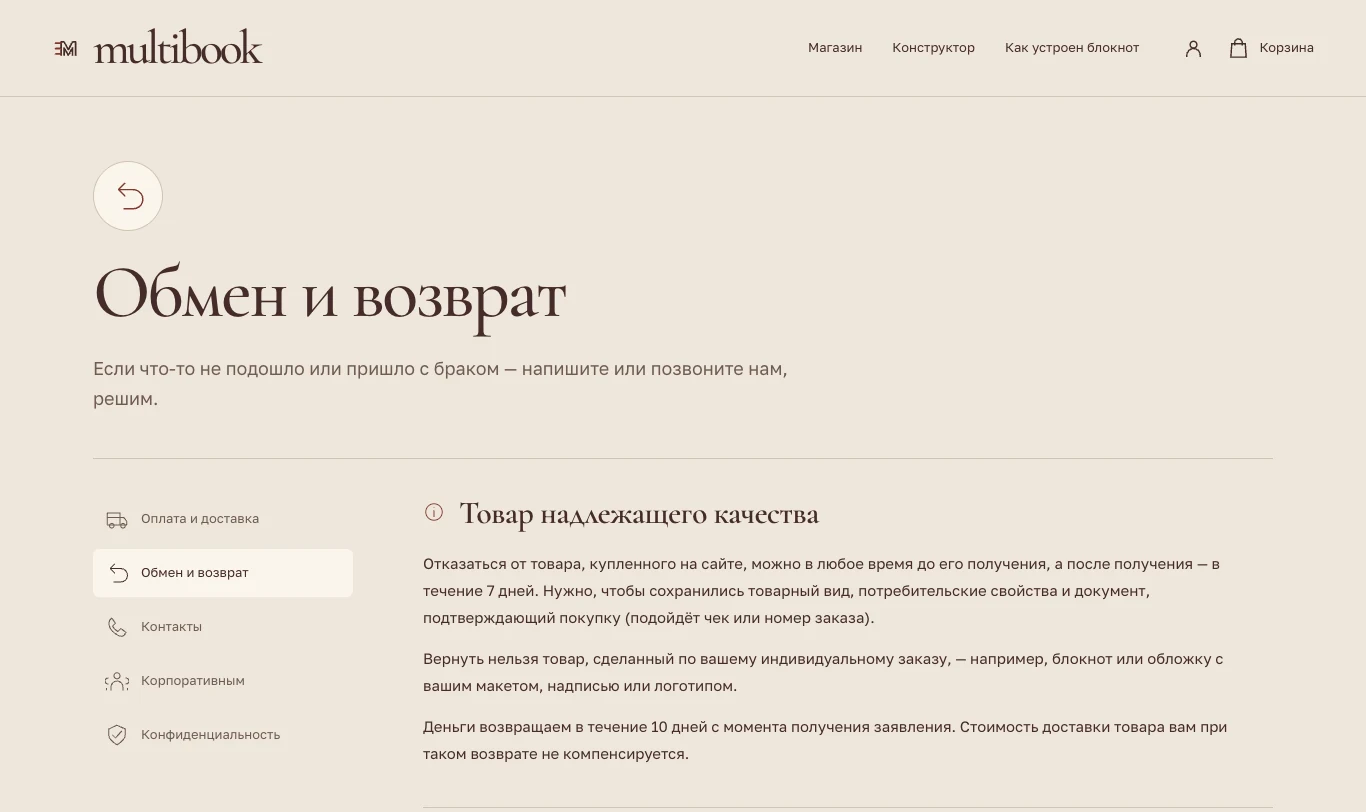 multibook
Магазин
Конструктор
Как устроен блокнот
Корзина
Обмен и возврат
Если что-то не подошло или пришло с браком — напишите или позвоните нам,
решим.
Оплата и доставка
Обмен и возврат
Контакты
Корпоративным
Конфиденциальность
Товар надлежащего качества
Отказаться от товара, купленного на сайте, можно в любое время до его получения, а после получения — в
течение 7 дней. Нужно, чтобы сохранились товарный вид, потребительские свойства и документ,
подтверждающий покупку (подойдёт чек или номер заказа).
Вернуть нельзя товар, сделанный по вашему индивидуальному заказу, — например, блокнот или обложку с
вашим макетом, надписью или логотипом.
Деньги возвращаем в течение 10 дней с момента получения заявления. Стоимость доставки товара вам при
таком возврате не компенсируется.